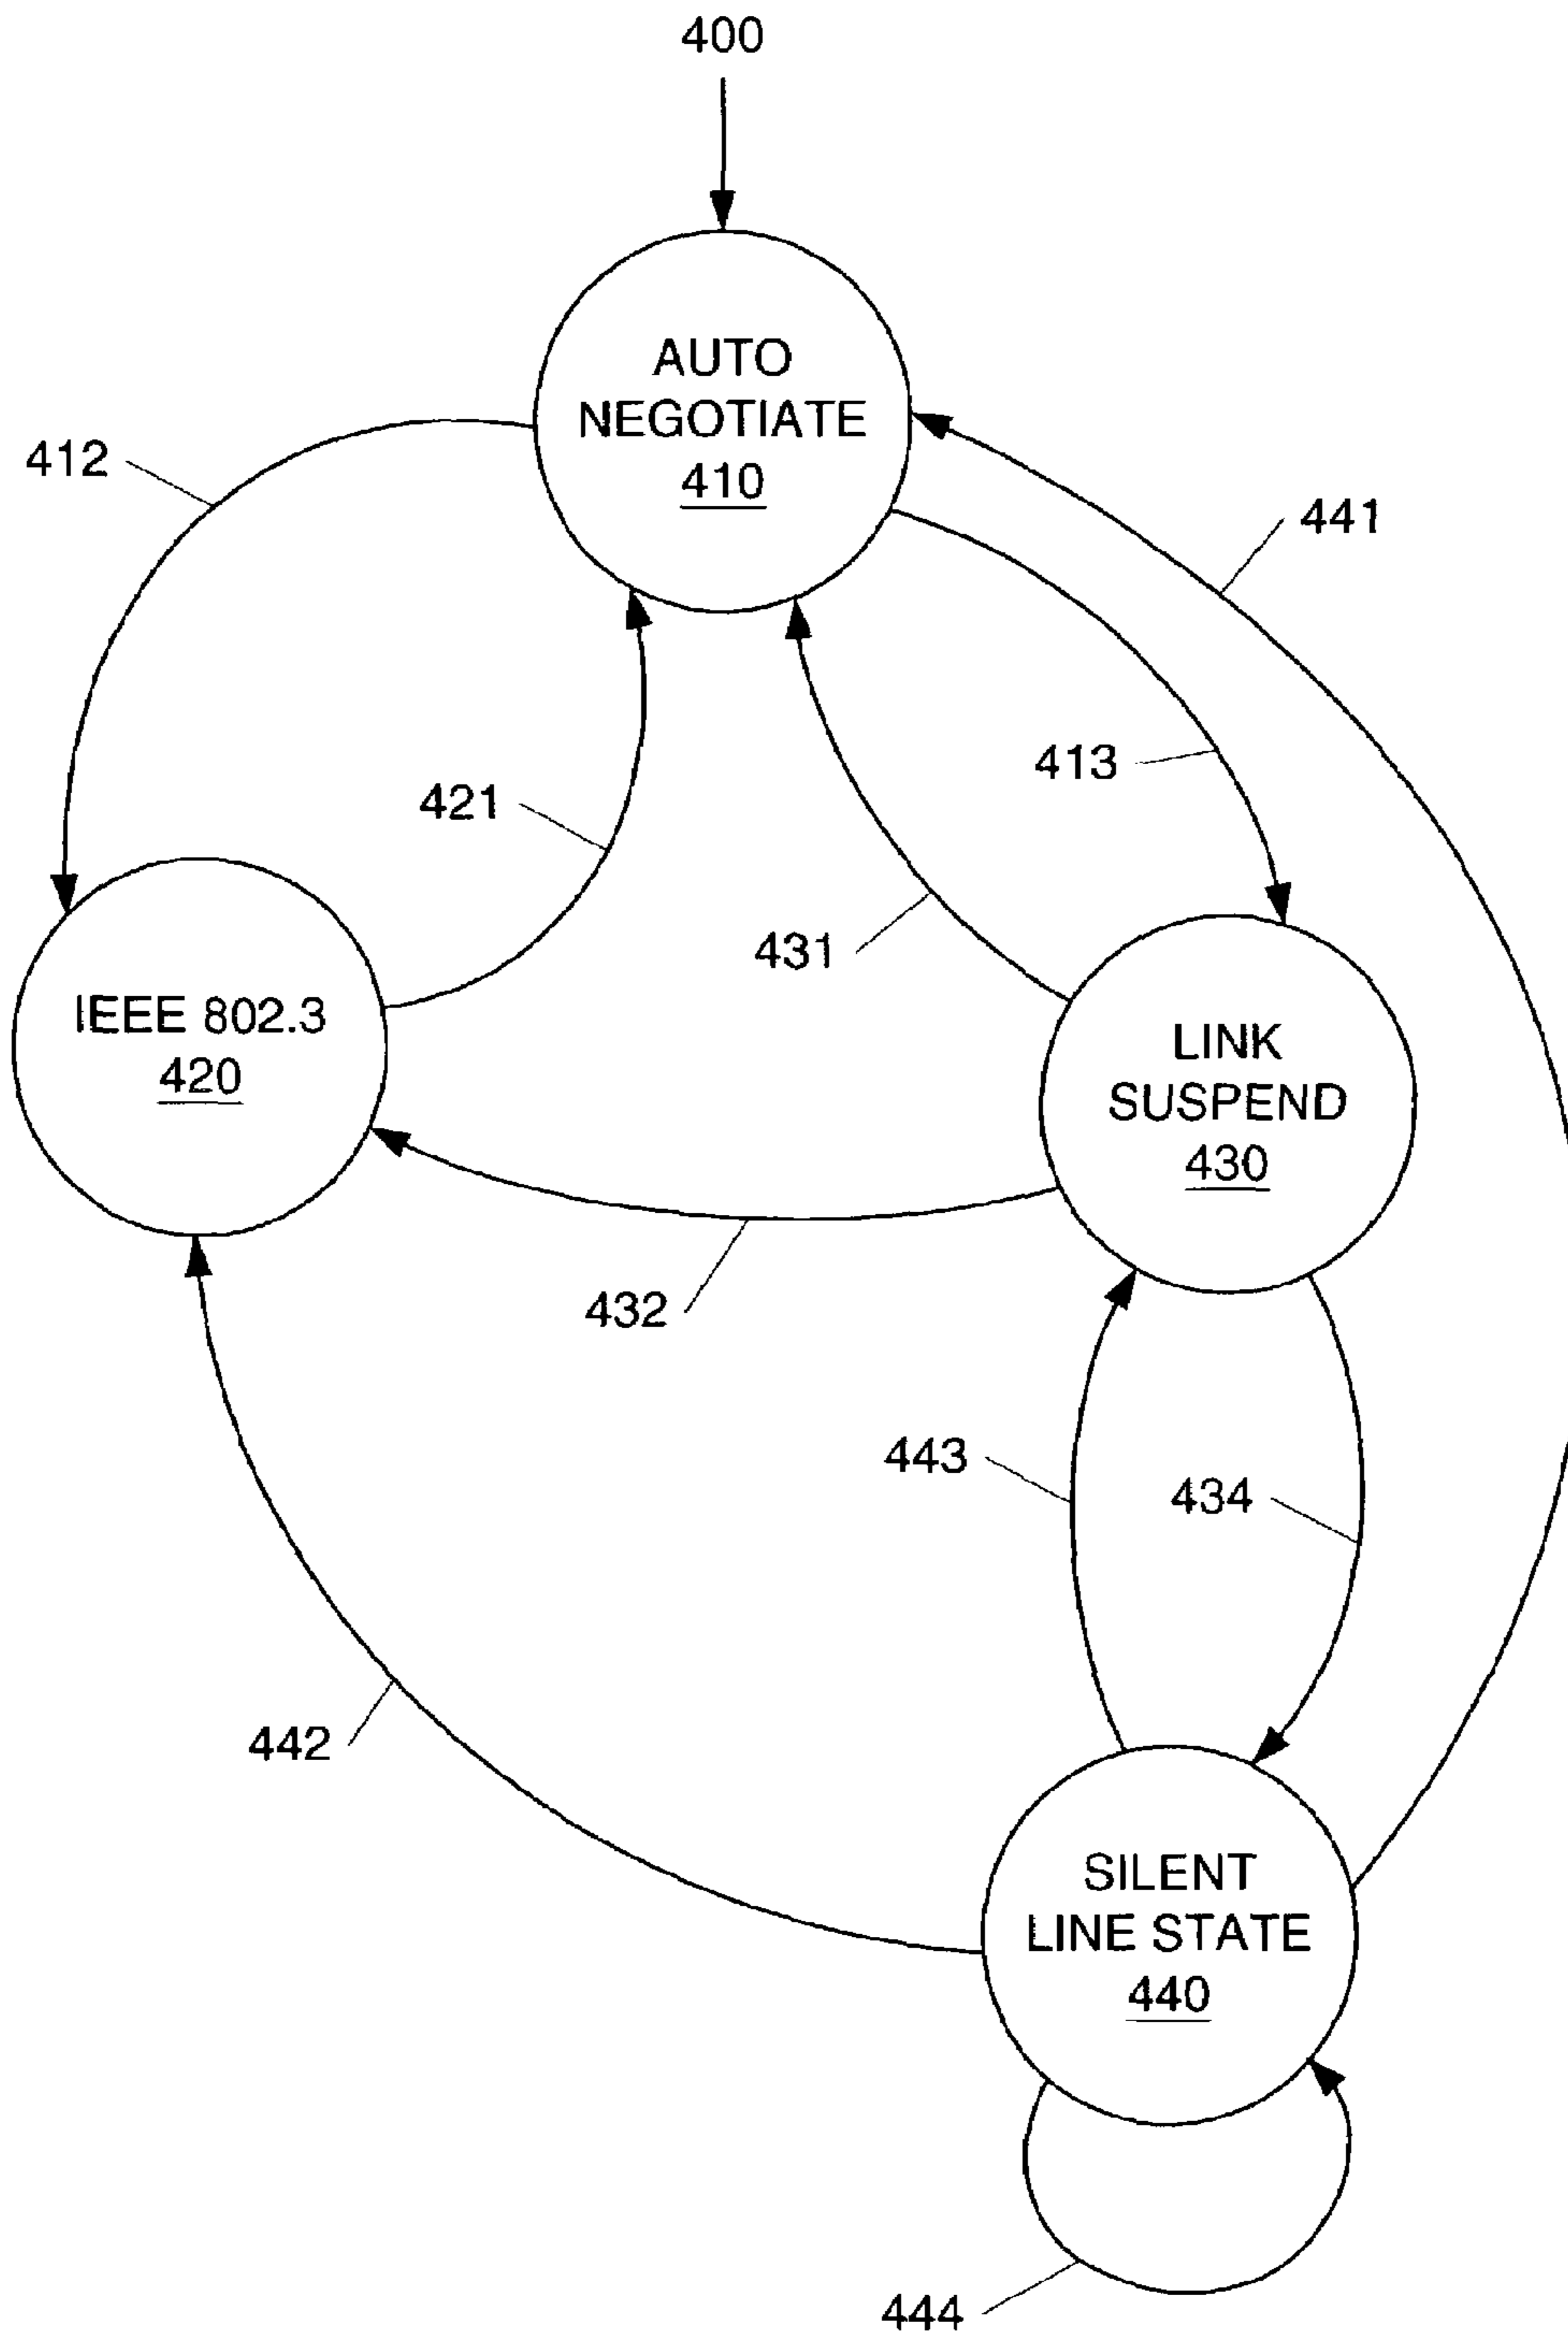 400
AUTO
NEGOTIATE
410
412
441
413
421
431
IEEE 802.3
420
LINK
SUSPEND
430
432
443
434
442
SILENT
LINE STATE
440
444